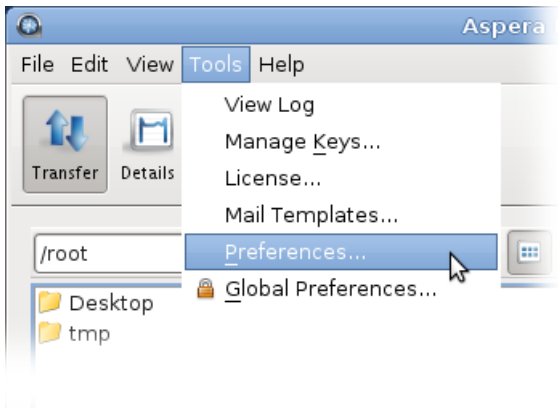 Aspera
File Edit View Tools Help
View Log
Manage Keys...
License...
Mail Templates...
Preferences...
Global Preferences...
Transfer
Details
/root
Desktop
tmp